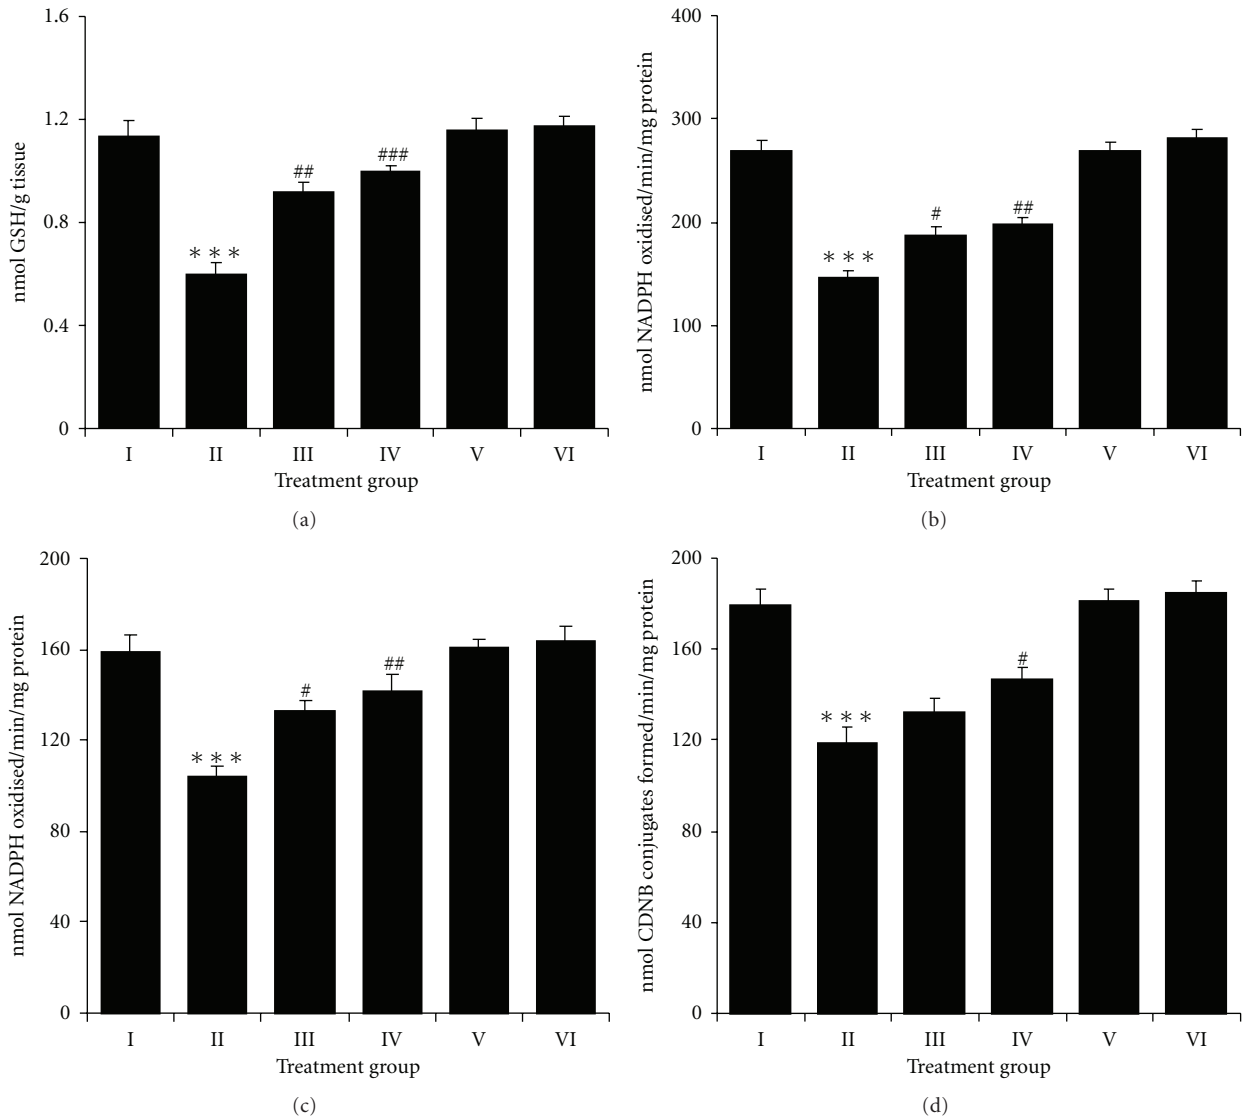 nmol GSH/g tissue
1.6
1.2
0.8
0.4
0
* * *
##
###
I II III IV V VI
Treatment group
(a)
nmol NADPH oxidised/min/mg protein
400
300
200
100
0
* * *
#
##
I II III IV V VI
Treatment group
(b)
nmol NADPH oxidised/min/mg protein
200
160
120
80
40
0
* * *
#
##
I II III IV V VI
Treatment group
(c)
nmol CDNB conjugates formed/min/mg protein
200
160
120
80
40
0
* * *
#
I II III IV V VI
Treatment group
(d)